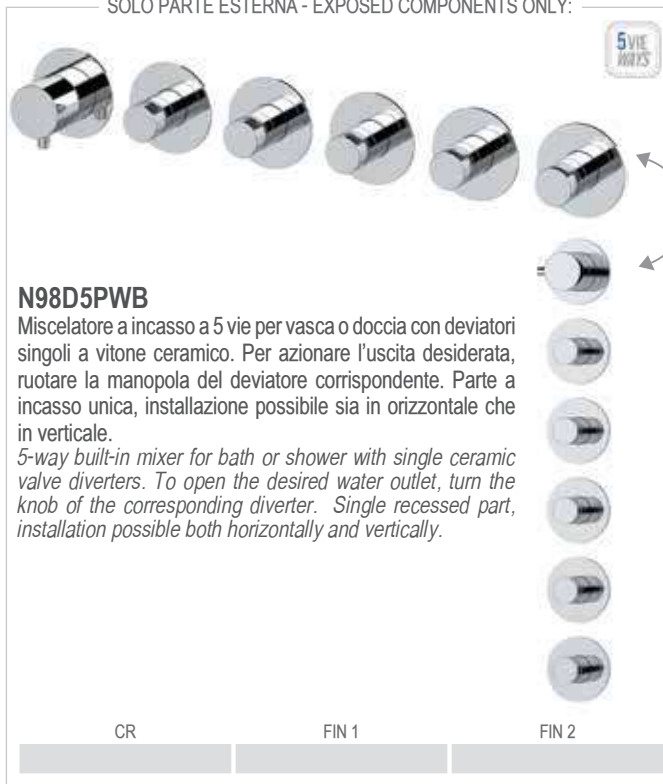 SOLO PARTE ESTERNA - EXPOSED COMPONENTS ONLY:
5 VIE
WAYS
N98D5PWB
Miscelatore a incasso a 5 vie per vasca o doccia con deviatori
singoli a vitone ceramico. Per azionare l’uscita desiderata,
ruotare la manopola del deviatore corrispondente. Parte a
incasso unica, installazione possibile sia in orizzontale che
in verticale.
5-way built-in mixer for bath or shower with single ceramic
valve diverters. To open the desired water outlet, turn the
knob of the corresponding diverter. Single recessed part,
installation possible both horizontally and vertically.
CR FIN 1 FIN 2